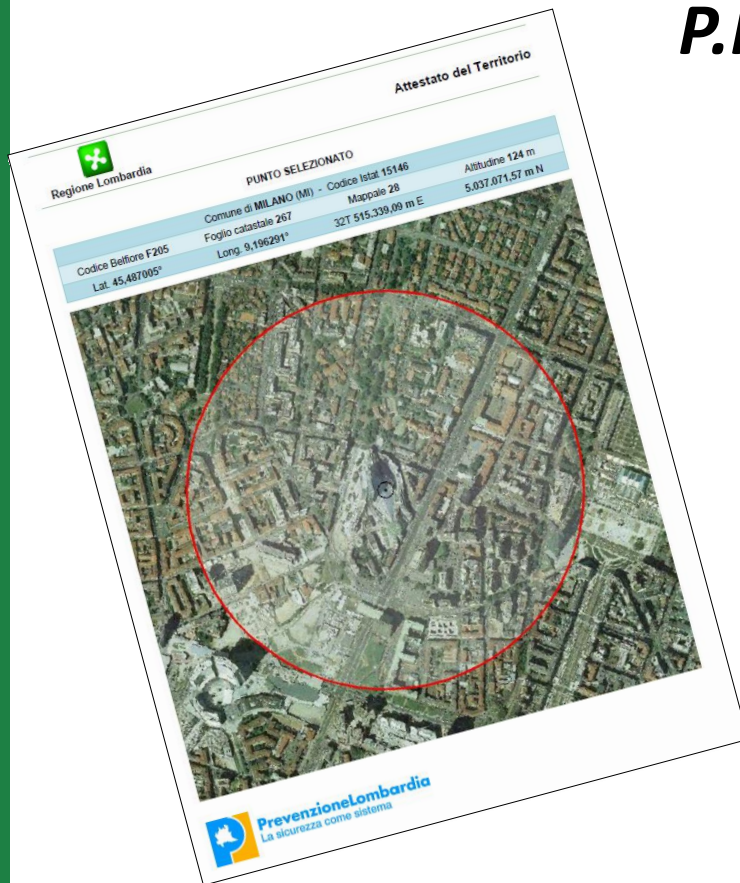 P.
Attestato del Territorio
Regione Lombardia
PUNTO SELEZIONATO
Comune di MILANO (MI) - Codice Istat 15146
Codice Belfiore F205 Foglio catastale 267 Mappale 28 Altitudine 124 m
Lat. 45,487005° Long. 9,196291° 32T 515.339,09 m E 5.037.071,57 m N
PrevenzioneLombardia
La sicurezza come sistema